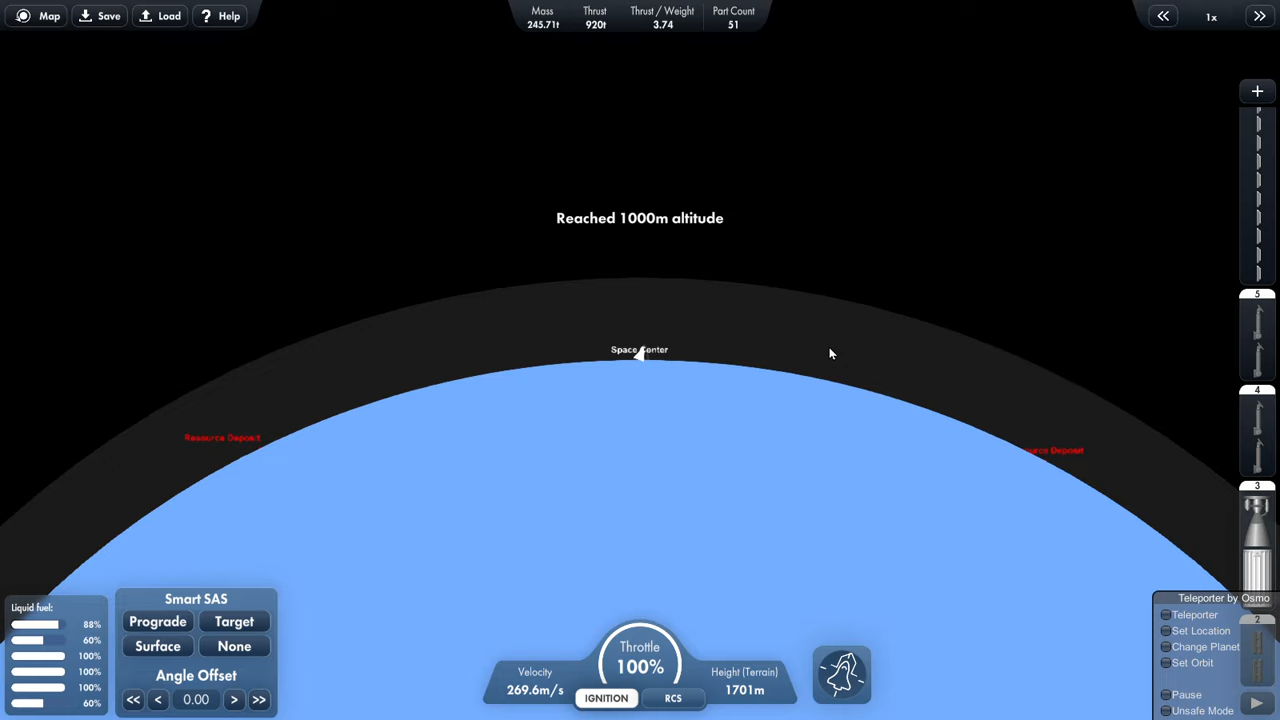 Map
Save
Load
? Help
Mass
245.71t
Thrust
920t
Thrust / Weight
3.74
Part Count
51
1x
Reached 1000m altitude
Space Center
Resource Deposit
Deposit
5
4
3
2
Liquid fuel:
88%
60%
100%
100%
100%
60%
Smart SAS
Prograde
Target
Surface
None
Angle Offset
<< < 0.00 > >>
Throttle
100%
Velocity
269.6m/s
IGNITION
RCS
Height (Terrain)
1701m
Teleporter by Osmo
Teleporter
Set Location
Change Planet
Set Orbit
Pause
Unsafe Mode